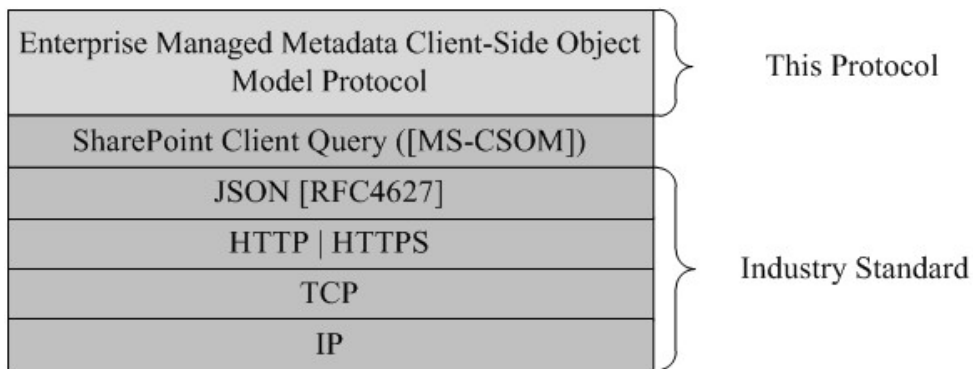 Enterprise Managed Metadata Client-Side Object
Model Protocol
This Protocol
SharePoint Client Query ([MS-CSOM])
JSON [RFC4627]
HTTP | HTTPS
TCP
IP
Industry Standard